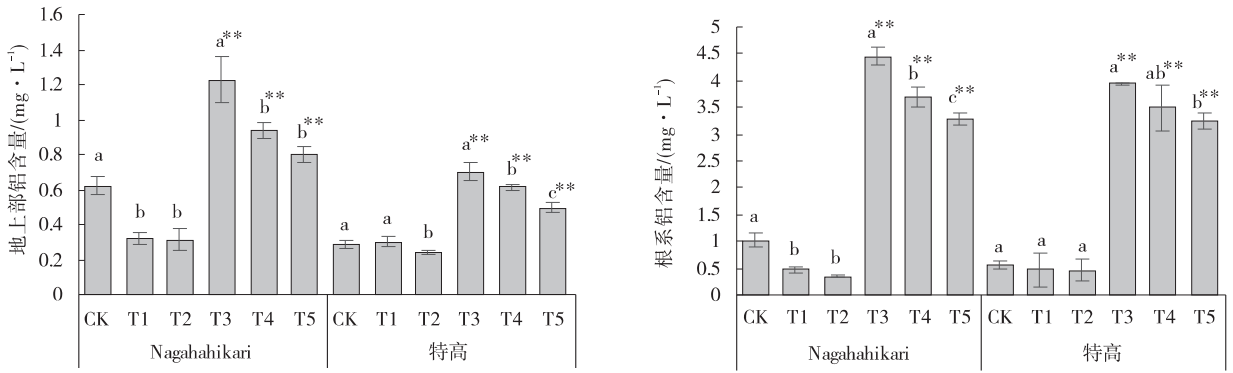 地上部铝含量/(mg·L⁻¹)
1.6
1.4
1.2
1
0.8
0.6
0.4
0.2
0
a
b
b
a**
b**
b**
a
a
b
a**
b**
c**
CK T1 T2 T3 T4 T5 CK T1 T2 T3 T4 T5
Nagahahikari 特高
根系铝含量/(mg·L⁻¹)
5
4.5
4
3.5
3
2.5
2
1.5
1
0.5
0
a
b
b
a**
b**
c**
a
a
a
a**
ab**
b**
CK T1 T2 T3 T4 T5 CK T1 T2 T3 T4 T5
Nagahahikari 特高